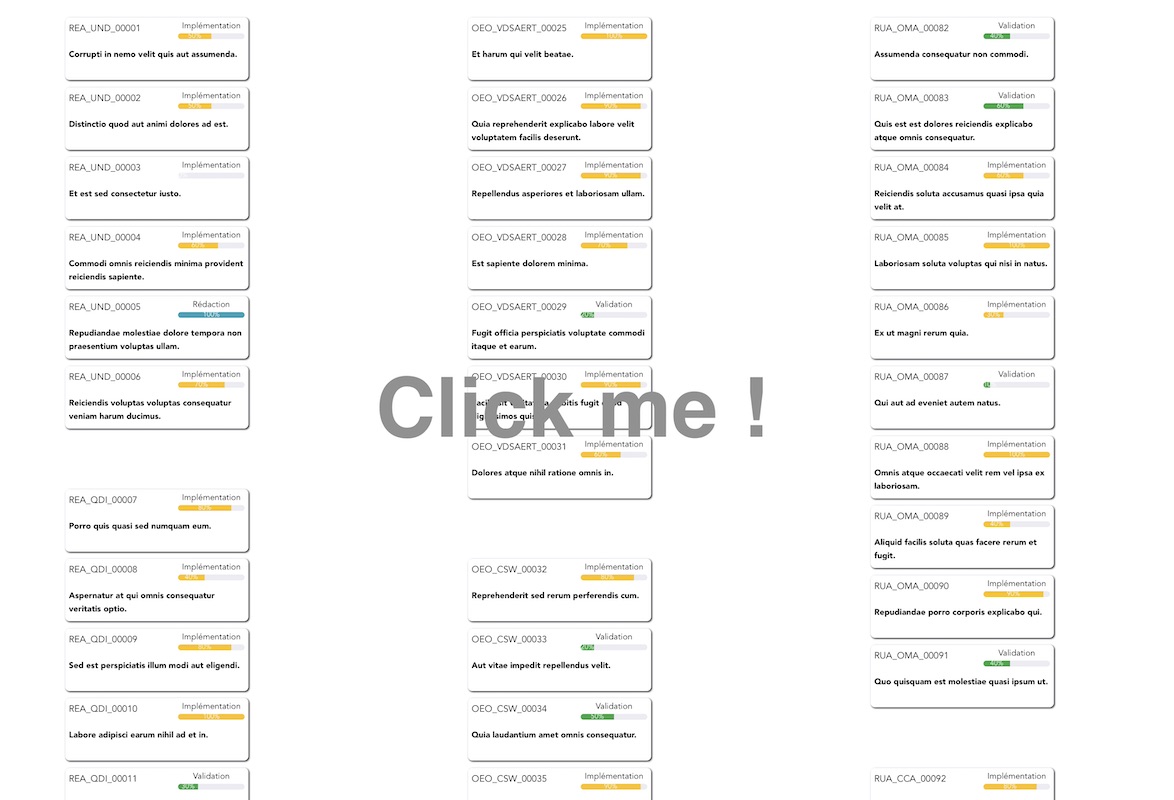 REA_UND_00001
Implémentation
50%
Corrupti in nemo velit quis aut assumenda.
REA_UND_00002
Implémentation
50%
Distinctio quod aut animi dolores ad est.
REA_UND_00003
Implémentation
Et est sed consectetur iusto.
REA_UND_00004
Implémentation
60%
Commodi omnis reiciendis minima provident
reiciendis sapiente.
REA_UND_00005
Rédaction
100%
Repudiandae molestiae dolore tempora non
praesentium voluptas ullam.
REA_UND_00006
Implémentation
70%
Reiciendis voluptas voluptas consequatur
veniam harum ducimus.
REA_QDI_00007
Implémentation
80%
Porro quis quasi sed numquam eum.
REA_QDI_00008
Implémentation
40%
Aspernatur at qui omnis consequatur
veritatis optio.
REA_QDI_00009
Implémentation
80%
Sed est perspiciatis illum modi aut eligendi.
REA_QDI_00010
Implémentation
100%
Labore adipisci earum nihil ad et in.
REA_QDI_00011
Validation
30%
OEO_VDSAERT_00025
Implémentation
100%
Et harum qui velit beatae.
OEO_VDSAERT_00026
Implémentation
90%
Quia reprehenderit explicabo labore velit
voluptatem facilis deserunt.
OEO_VDSAERT_00027
Implémentation
90%
Repellendus asperiores et laboriosam ullam.
OEO_VDSAERT_00028
Implémentation
70%
Est sapiente dolorem minima.
OEO_VDSAERT_00029
Validation
20%
Fugit officia perspiciatis voluptate commodi
itaque et earum.
OEO_VDSAERT_00030
Implémentation
90%
fugit
Click me !
OEO_VDSAERT_00031
Implémentation
60%
Dolores atque nihil ratione omnis in.
OEO_CSW_00032
Implémentation
80%
Reprehenderit sed rerum perferendis cum.
OEO_CSW_00033
Validation
20%
Aut vitae impedit repellendus velit.
OEO_CSW_00034
Validation
50%
Quia laudantium amet omnis consequatur.
OEO_CSW_00035
Implémentation
90%
RUA_OMA_00082
Validation
40%
Assumenda consequatur non commodi.
RUA_OMA_00083
Validation
60%
Quis est est dolores reiciendis explicabo
atque omnis consequatur.
RUA_OMA_00084
Implémentation
60%
Reiciendis soluta accusamus quasi ipsa quia
velit at.
RUA_OMA_00085
Implémentation
100%
Laboriosam soluta voluptas qui nisi in natus.
RUA_OMA_00086
Implémentation
30%
Ex ut magni rerum quia.
RUA_OMA_00087
Validation
Qui aut ad eveniet autem natus.
RUA_OMA_00088
Implémentation
100%
Omnis atque occaecati velit rem vel ipsa ex
laboriosam.
RUA_OMA_00089
Implémentation
40%
Aliquid facilis soluta quas facere rerum et
fugit.
RUA_OMA_00090
Implémentation
90%
Repudiandae porro corporis explicabo qui.
RUA_OMA_00091
Validation
40%
Quo quisquam est molestiae quasi ipsum ut.
RUA_CCA_00092
Implémentation
80%